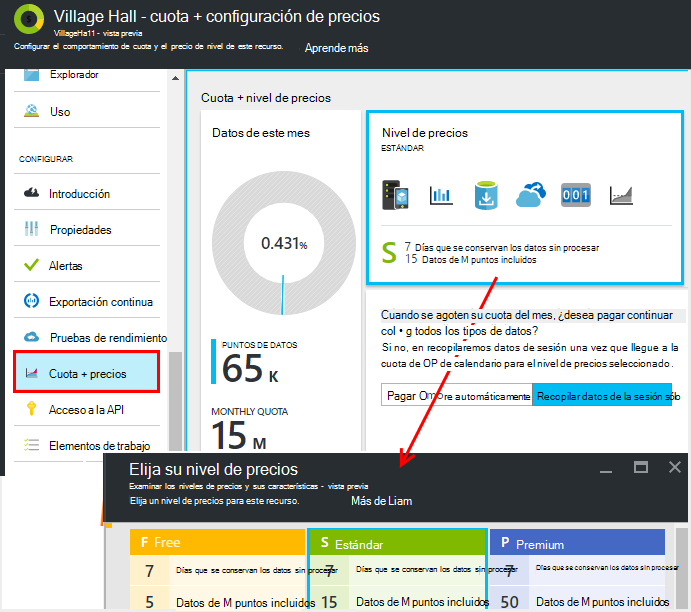 Village Hall - cuota + configuración de precios
VillageHa11 - vista previa
Configurar el comportamiento de cuota y el precio de nivel de este recurso.
Aprende más
Explorador
Uso
CONFIGURAR
Introducción
Propiedades
Alertas
Exportación continua
Pruebas de rendimiento
Cuota + precios
Acceso a la API
Elementos de trabajo
Cuota + nivel de precios
Datos de este mes
0.431%
PUNTOS DE DATOS
65 K
MONTHLY QUOTA
15 M
Nivel de precios
ESTÁNDAR
001
S
7 Días que se conservan los datos sin procesar
15 Datos de M puntos incluidos
Cuando se agoten su cuota del mes, ¿desea pagar continuar
col • g todos los tipos de datos?
Si no, en recopilaremos datos de sesión una vez que llegue a la
cuota de OP de calendario para el nivel de precios seleccionado.
Pagar Om re automáticamente
Recopilar datos de la sesión sólo
Elija su nivel de precios
Examinar los niveles de precios y sus características - vista previa
Elija un nivel de precios para este recurso.
Más de Liam
F Free
S Estándar
P Premium
7 Días que se conservan los datos sin procesar
7 Días que se conservan los datos sin procesar
7 Días que se conservan los datos sin procesar
5 Datos de M puntos incluidos
15 Datos de M puntos incluidos
50 Datos de M puntos incluidos